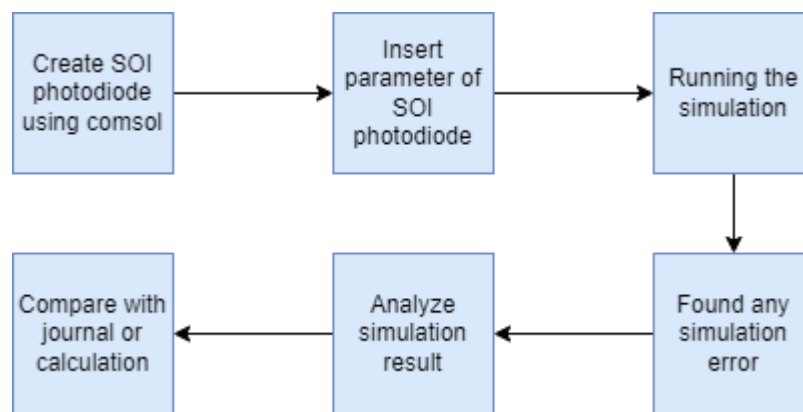 Create SOI
photodiode
using comsol
Insert
parameter of
SOI
photodiode
Running the
simulation
Found any
simulation
error
Analyze
simulation
result
Compare with
journal or
calculation